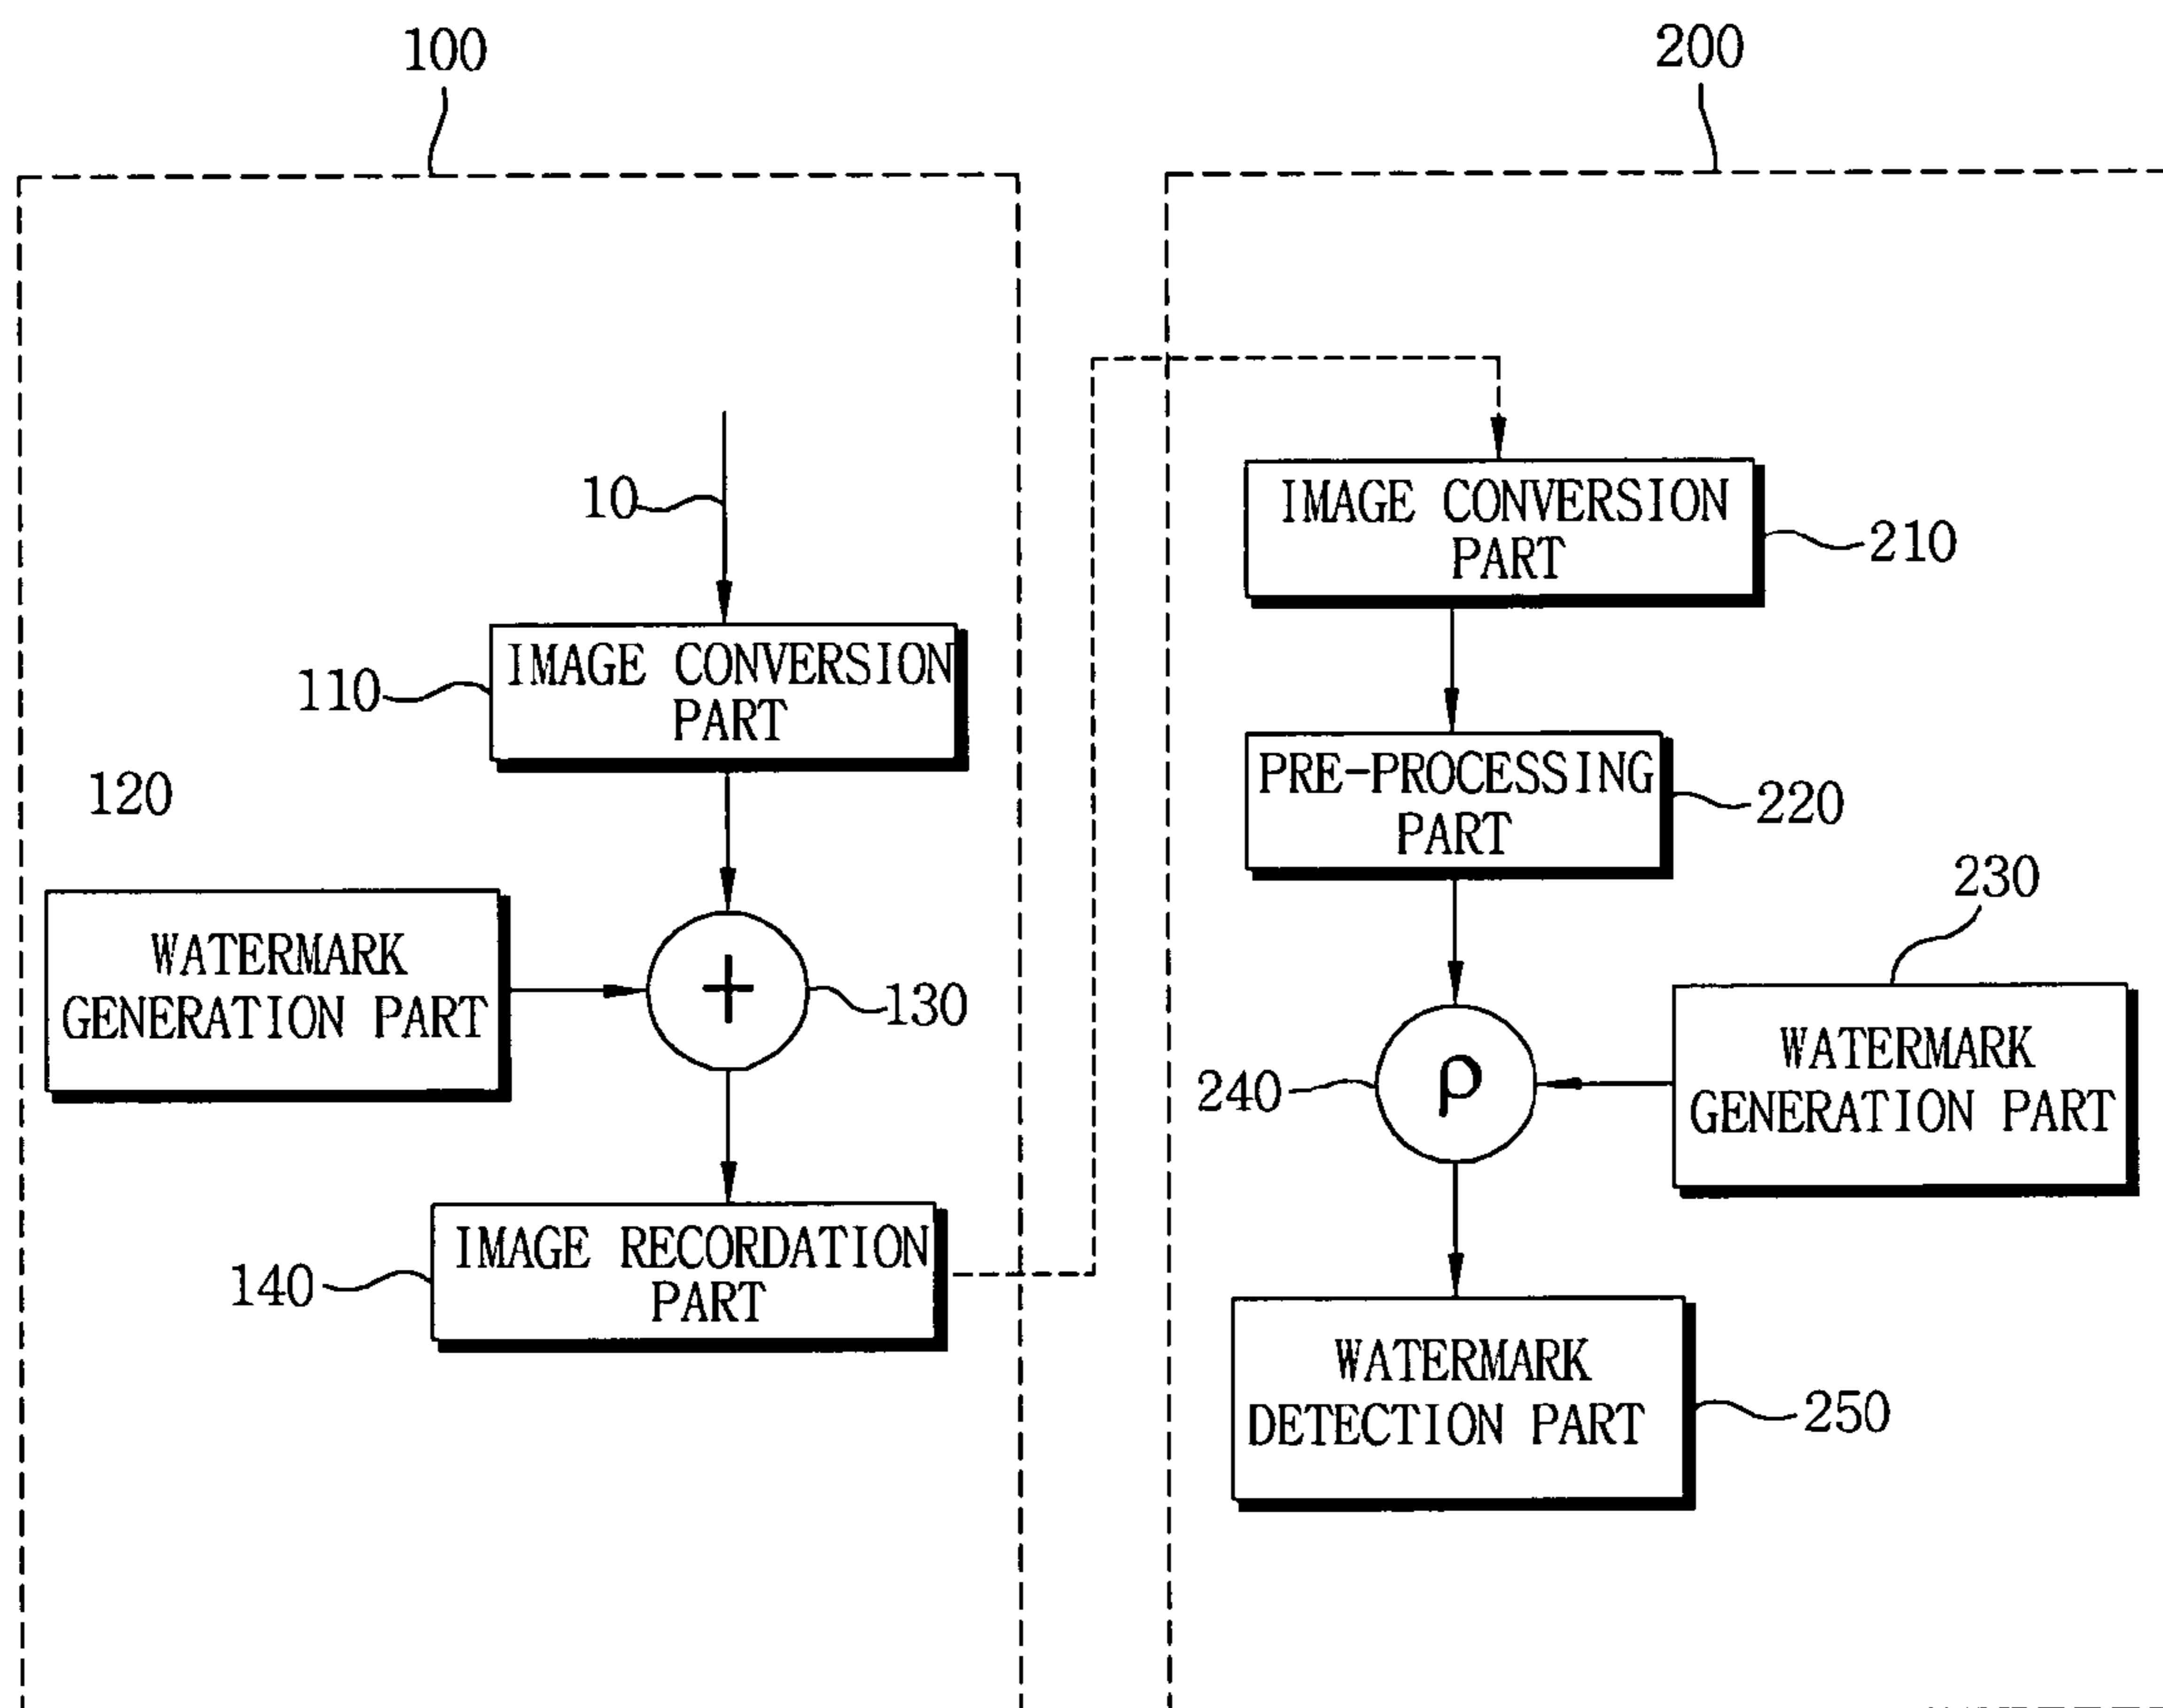 100
200
10
IMAGE CONVERSION
PART
110
120
WATERMARK
GENERATION PART
+
130
IMAGE RECORDATION
PART
140
IMAGE CONVERSION
PART
210
PRE-PROCESSING
PART
220
230
WATERMARK
GENERATION PART
ρ
240
WATERMARK
DETECTION PART
250